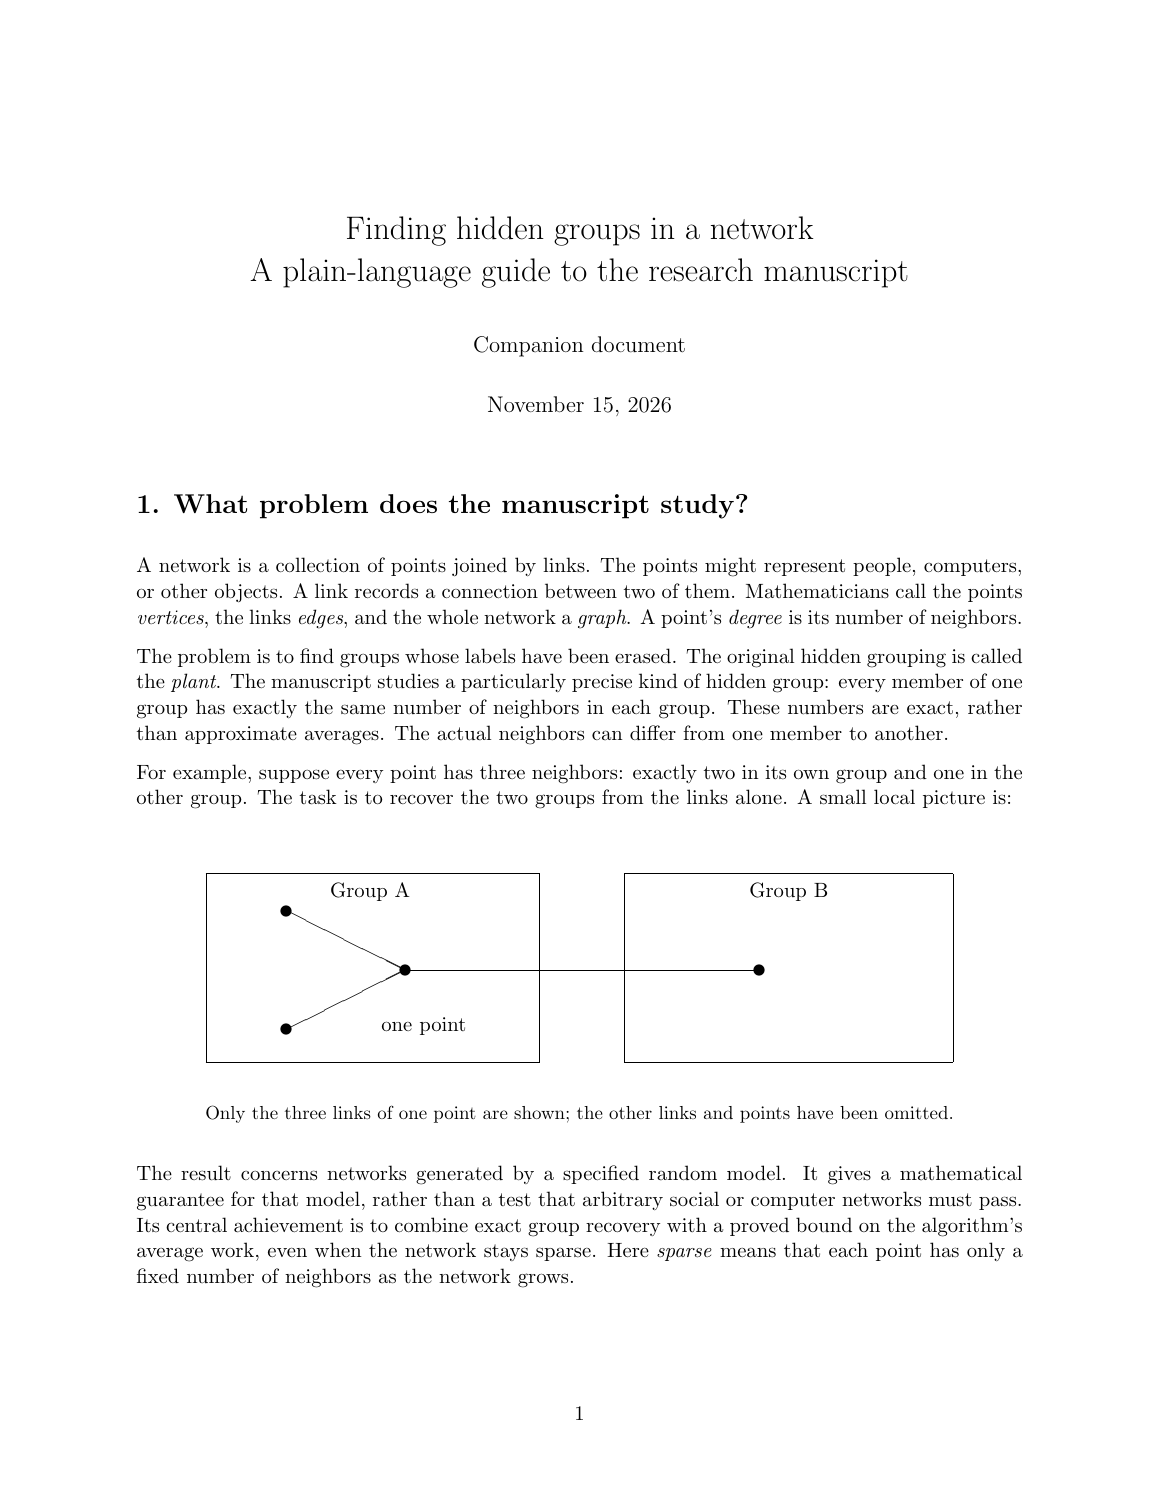 Finding hidden groups in a network
A plain-language guide to the research manuscript
Companion document
November 15, 2026
1. What problem does the manuscript study?
A network is a collection of points joined by links. The points might represent people, computers,
or other objects. A link records a connection between two of them. Mathematicians call the points
vertices, the links edges, and the whole network a graph. A point's degree is its number of neighbors.
The problem is to find groups whose labels have been erased. The original hidden grouping is called
the plant. The manuscript studies a particularly precise kind of hidden group: every member of one
group has exactly the same number of neighbors in each group. These numbers are exact, rather
than approximate averages. The actual neighbors can differ from one member to another.
For example, suppose every point has three neighbors: exactly two in its own group and one in the
other group. The task is to recover the two groups from the links alone. A small local picture is:
Group A
Group B
one point
Only the three links of one point are shown; the other links and points have been omitted.
The result concerns networks generated by a specified random model. It gives a mathematical
guarantee for that model, rather than a test that arbitrary social or computer networks must pass.
Its central achievement is to combine exact group recovery with a proved bound on the algorithm's
average work, even when the network stays sparse. Here sparse means that each point has only a
fixed number of neighbors as the network grows.
1